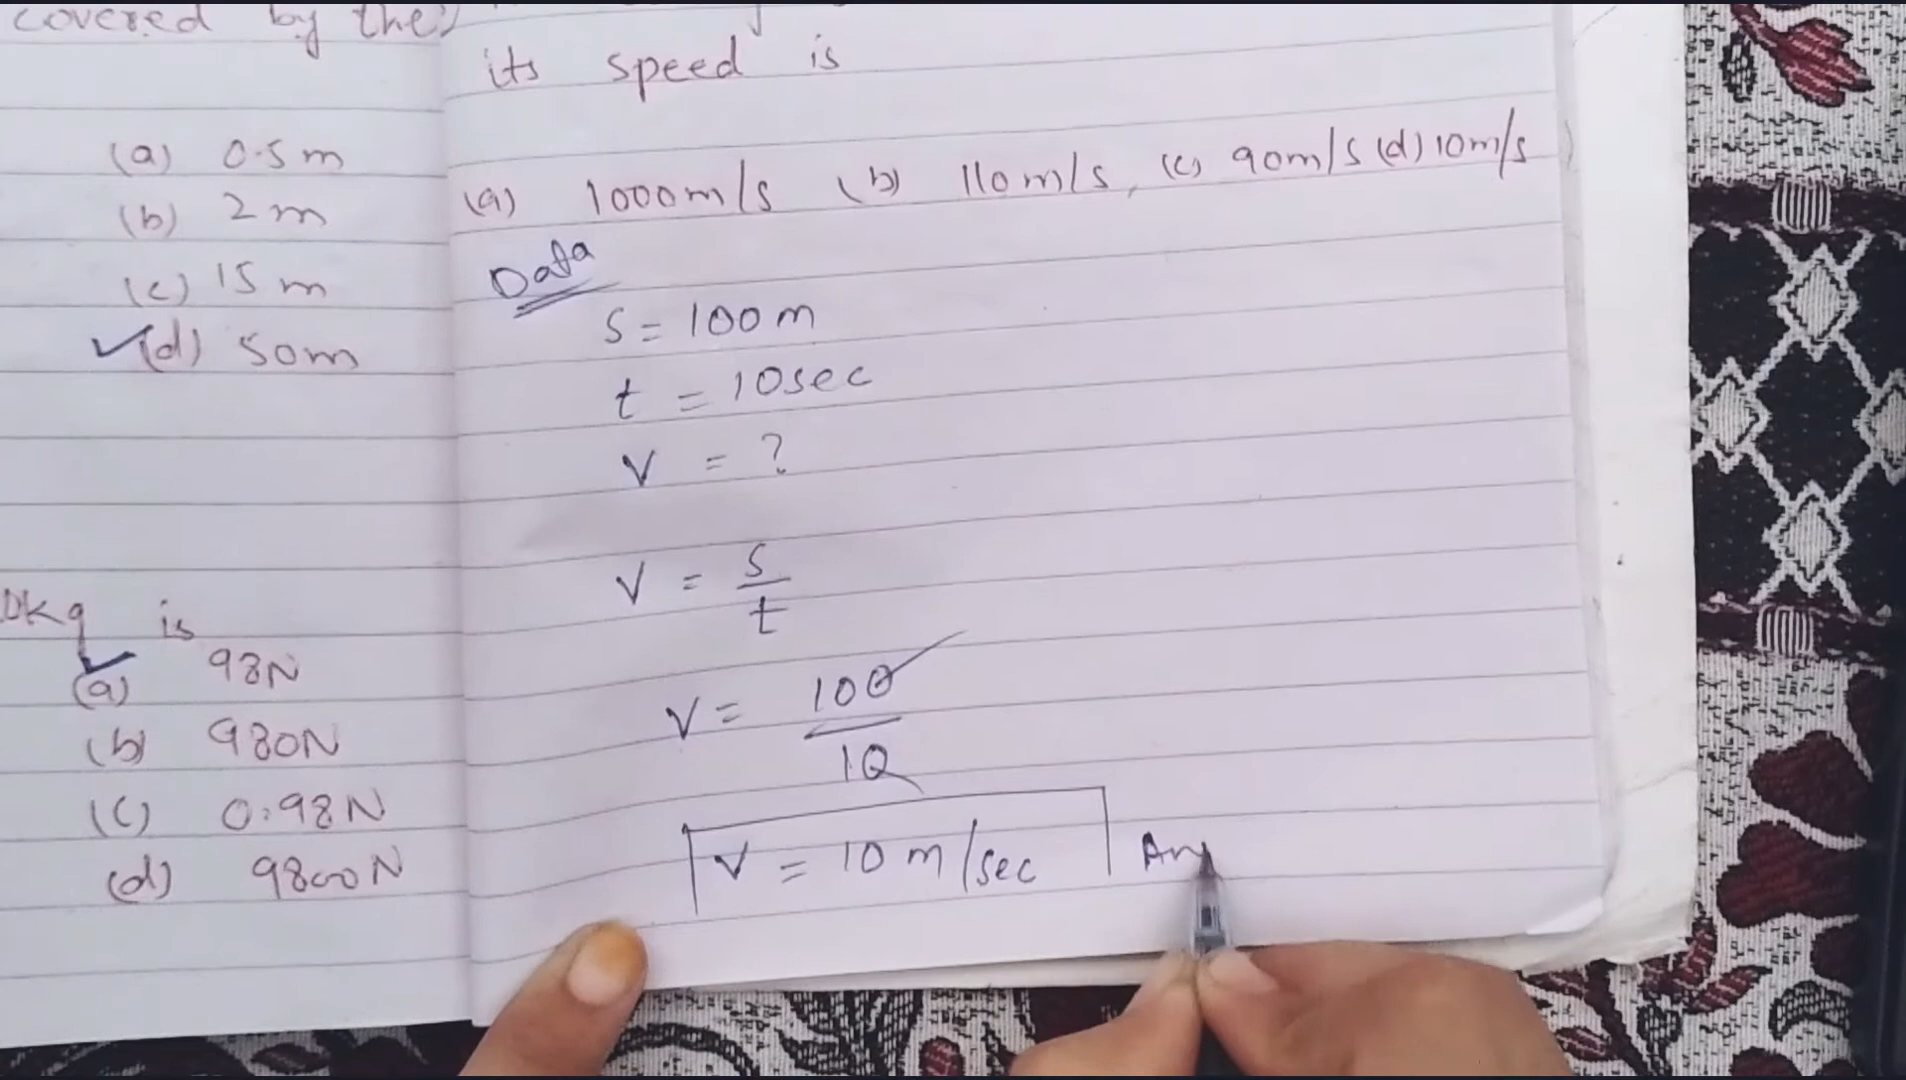 covered by the
(a) 0.5 m
(b) 2 m
(c) 15 m
(d) 50m
kg is
(a) 98N
(b) 980N
(c) 0.98N
(d) 9800N
its speed is
(a) 1000m/s (b) 110m/s, (c) 90m/s (d) 10m/s
Data
S = 100m
t = 10sec
V = ?
V = S/t
V = 100/10
V = 10 m/sec Ans